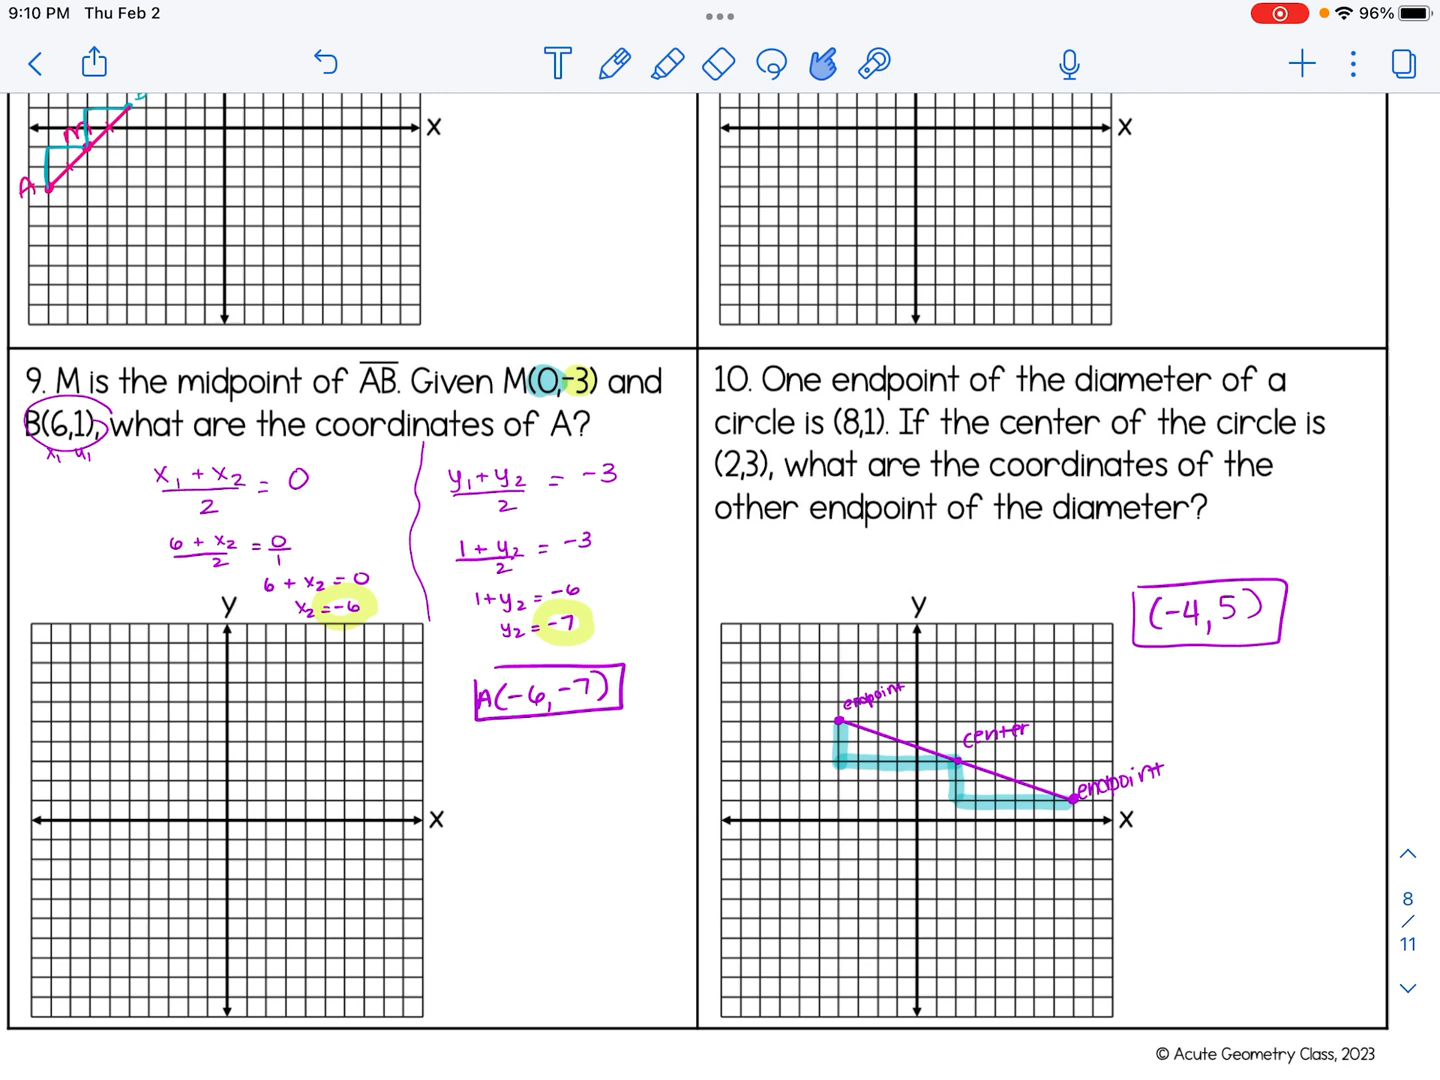 9:10 PM Thu Feb 2
96%
T
X
X
M
A
9. M is the midpoint of AB. Given M(0,-3) and
B(6,1), what are the coordinates of A?
x₁ y₁
x₁ + x₂ / 2 = 0
6 + x₂ / 2 = 0/1
6 + x₂ = 0
x₂ = -6
y₁ + y₂ / 2 = -3
1 + y₂ / 2 = -3
1 + y₂ = -6
y₂ = -7
A(-6, -7)
y
X
10. One endpoint of the diameter of a
circle is (8,1). If the center of the circle is
(2,3), what are the coordinates of the
other endpoint of the diameter?
(-4, 5)
y
endpoint
center
endpoint
X
8
/
11
© Acute Geometry Class, 2023